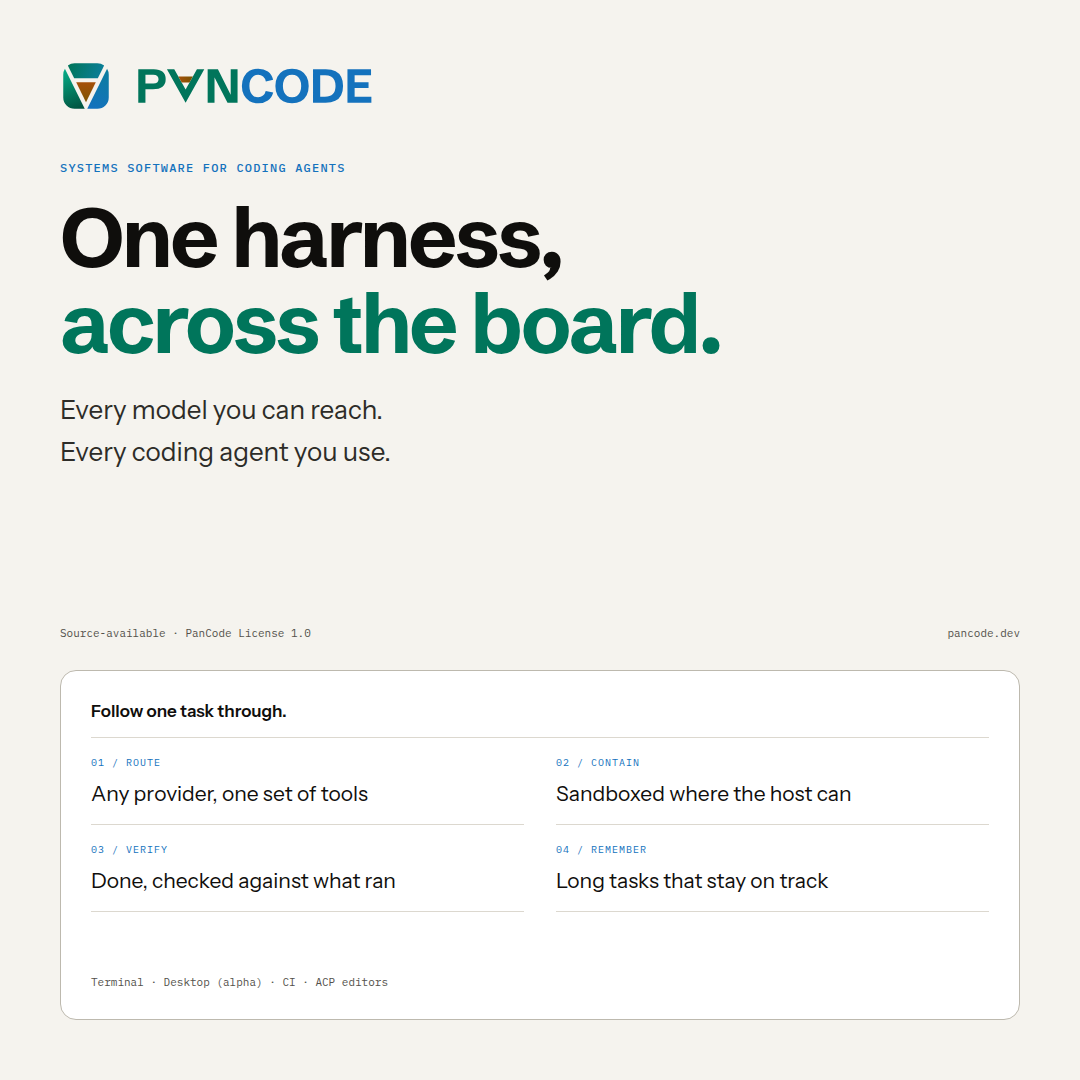 PANCODE
SYSTEMS SOFTWARE FOR CODING AGENTS
One harness,
across the board.
Every model you can reach.
Every coding agent you use.
Source-available · PanCode License 1.0
pancode.dev
Follow one task through.
01 / ROUTE
Any provider, one set of tools
02 / CONTAIN
Sandboxed where the host can
03 / VERIFY
Done, checked against what ran
04 / REMEMBER
Long tasks that stay on track
Terminal · Desktop (alpha) · CI · ACP editors